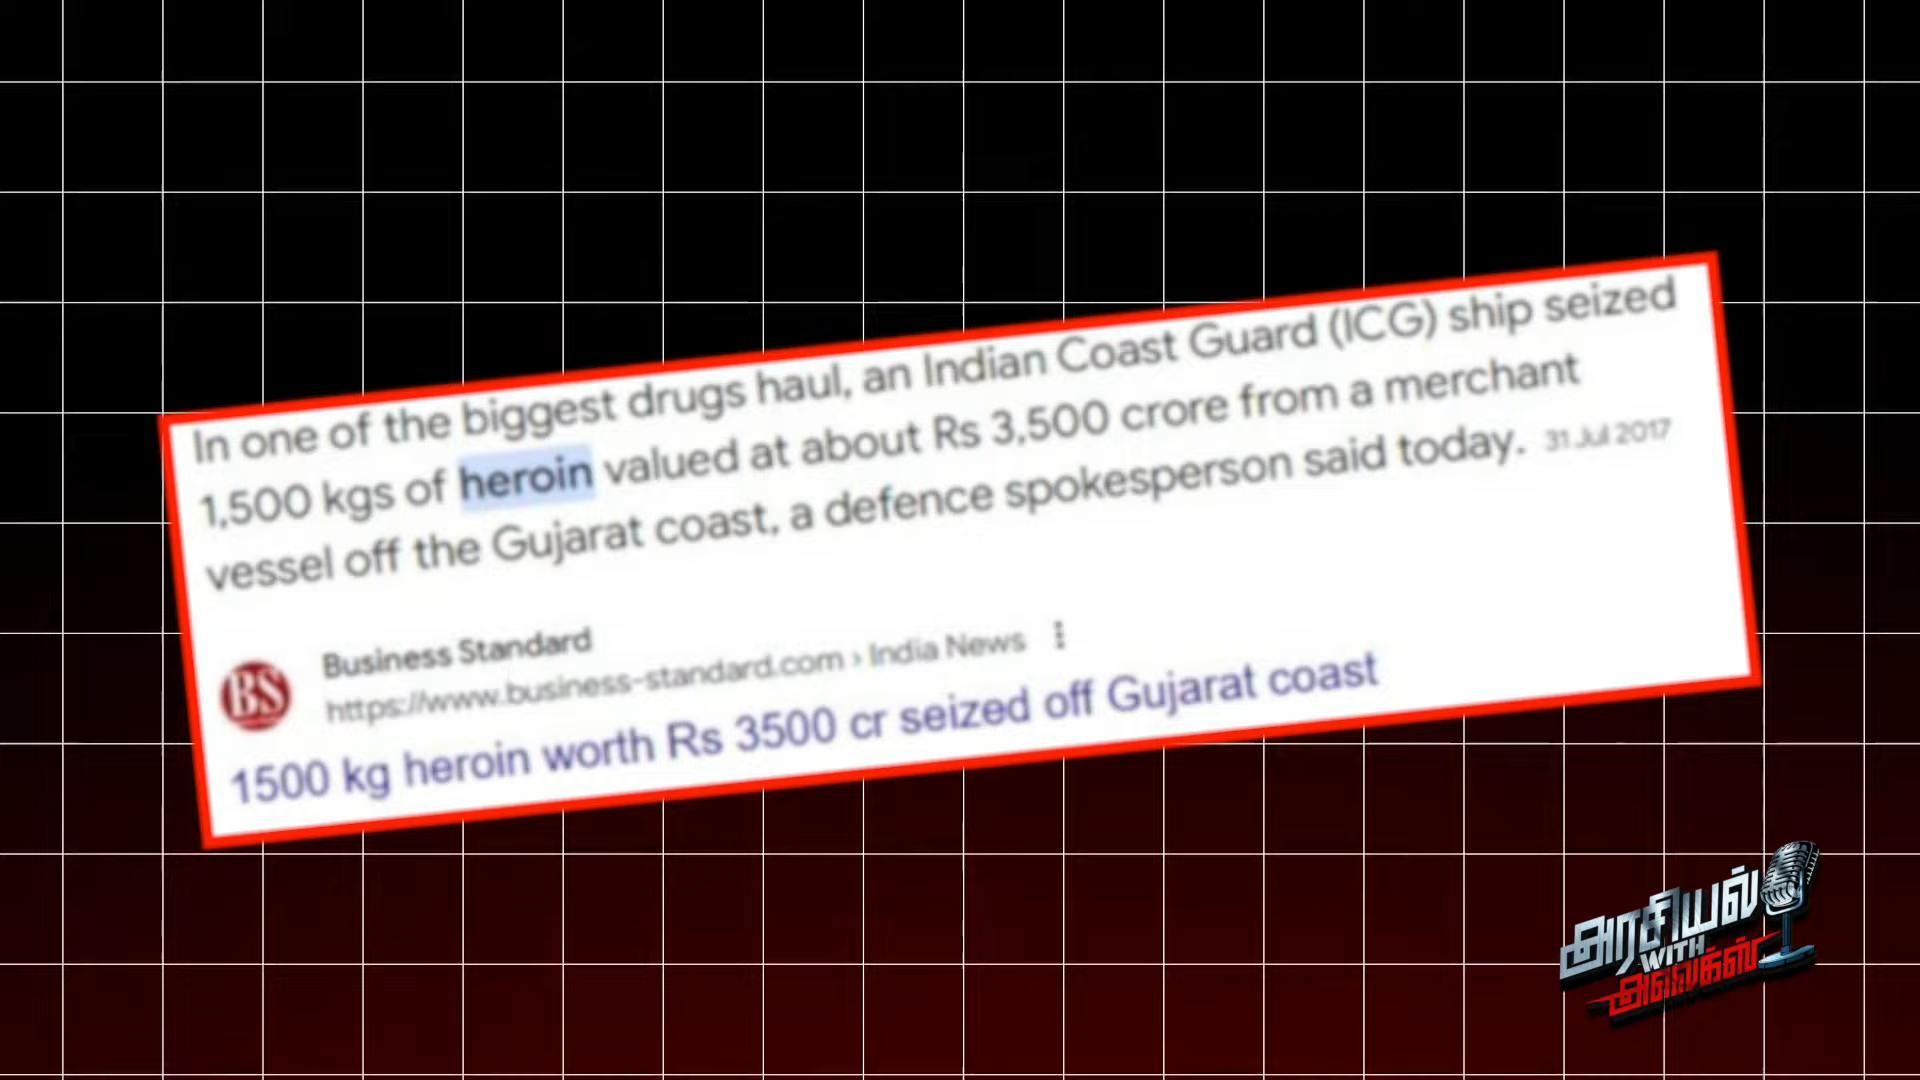 In one of the biggest drugs haul, an Indian Coast Guard (ICG) ship seized
1,500 kgs of heroin valued at about Rs 3,500 crore from a merchant
vessel off the Gujarat coast, a defence spokesperson said today. 31 Jul 2017
BS
Business Standard
https://www.business-standard.com › India News
1500 kg heroin worth Rs 3500 cr seized off Gujarat coast
அரசியல்
WITH
அலெக்ஸ்